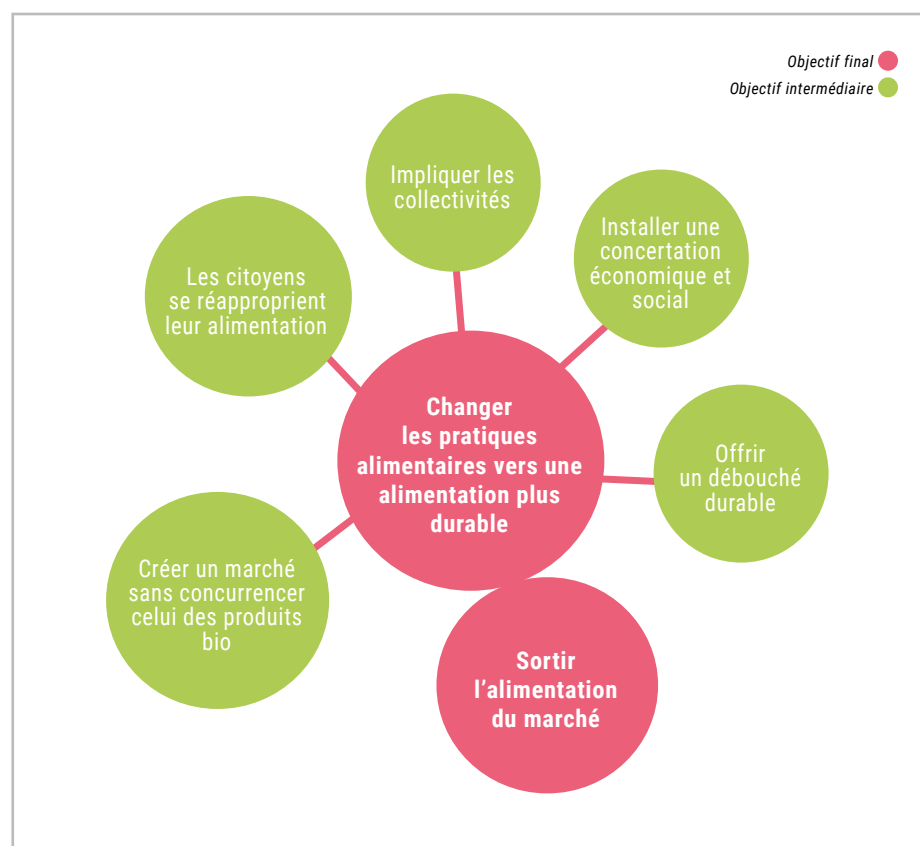 Objectif final
Objectif intermédiaire
Impliquer les
collectivités
Installer une
concertation
économique et
social
Les citoyens
se réapproprient
leur alimentation
Changer
les pratiques
alimentaires vers une
alimentation plus
durable
Offrir
un débouché
durable
Créer un marché
sans concurrencer
celui des produits
bio
Sortir
l’alimentation
du marché